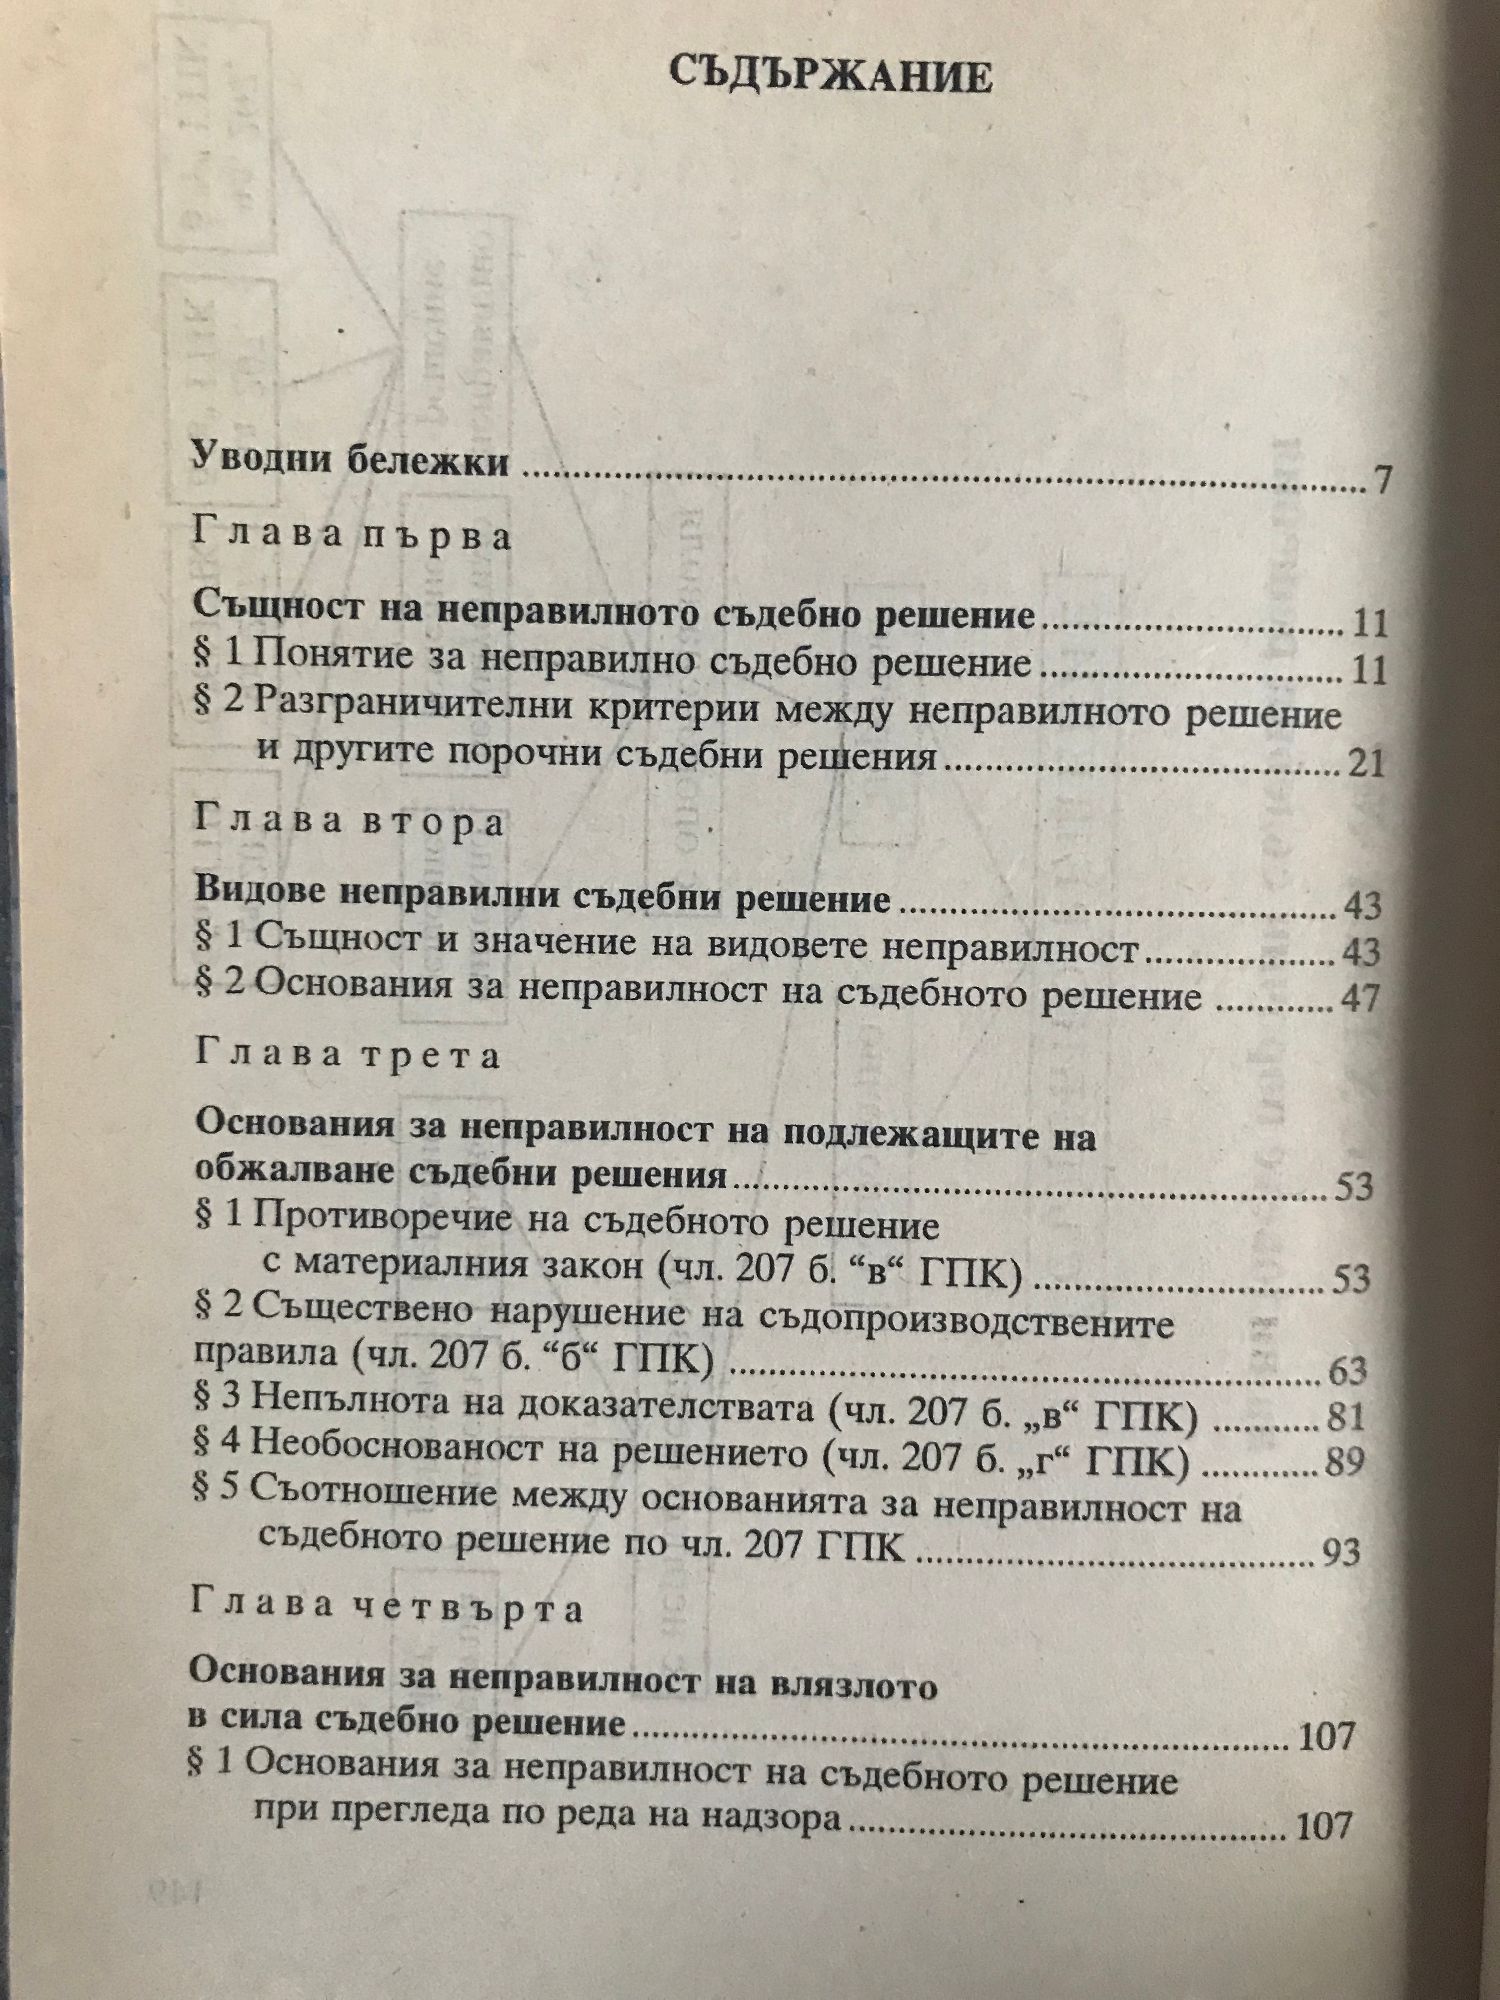 СЪДЪРЖАНИЕ
Уводни бележки ........ 7
Глава първа
Същност на неправилното съдебно решение ........ 11
§ 1 Понятие за неправилно съдебно решение ........ 11
§ 2 Разграничителни критерии между неправилното решение
и другите порочни съдебни решения ........ 21
Глава втора
Видове неправилни съдебни решение ........ 43
§ 1 Същност и значение на видовете неправилност ........ 43
§ 2 Основания за неправилност на съдебното решение ........ 47
Глава трета
Основания за неправилност на подлежащите на
обжалване съдебни решения ........ 53
§ 1 Противоречие на съдебното решение
с материалния закон (чл. 207 б. “в“ ГПК) ........ 53
§ 2 Съществено нарушение на съдопроизводствените
правила (чл. 207 б. “б“ ГПК) ........ 63
§ 3 Непълнота на доказателствата (чл. 207 б. „в“ ГПК) ........ 81
§ 4 Необоснованост на решението (чл. 207 б. „г“ ГПК) ........ 89
§ 5 Съотношение между основанията за неправилност на
съдебното решение по чл. 207 ГПК ........ 93
Глава четвърта
Основания за неправилност на влязлото
в сила съдебно решение ........ 107
§ 1 Основания за неправилност на съдебното решение
при прегледа по реда на надзора ........ 107